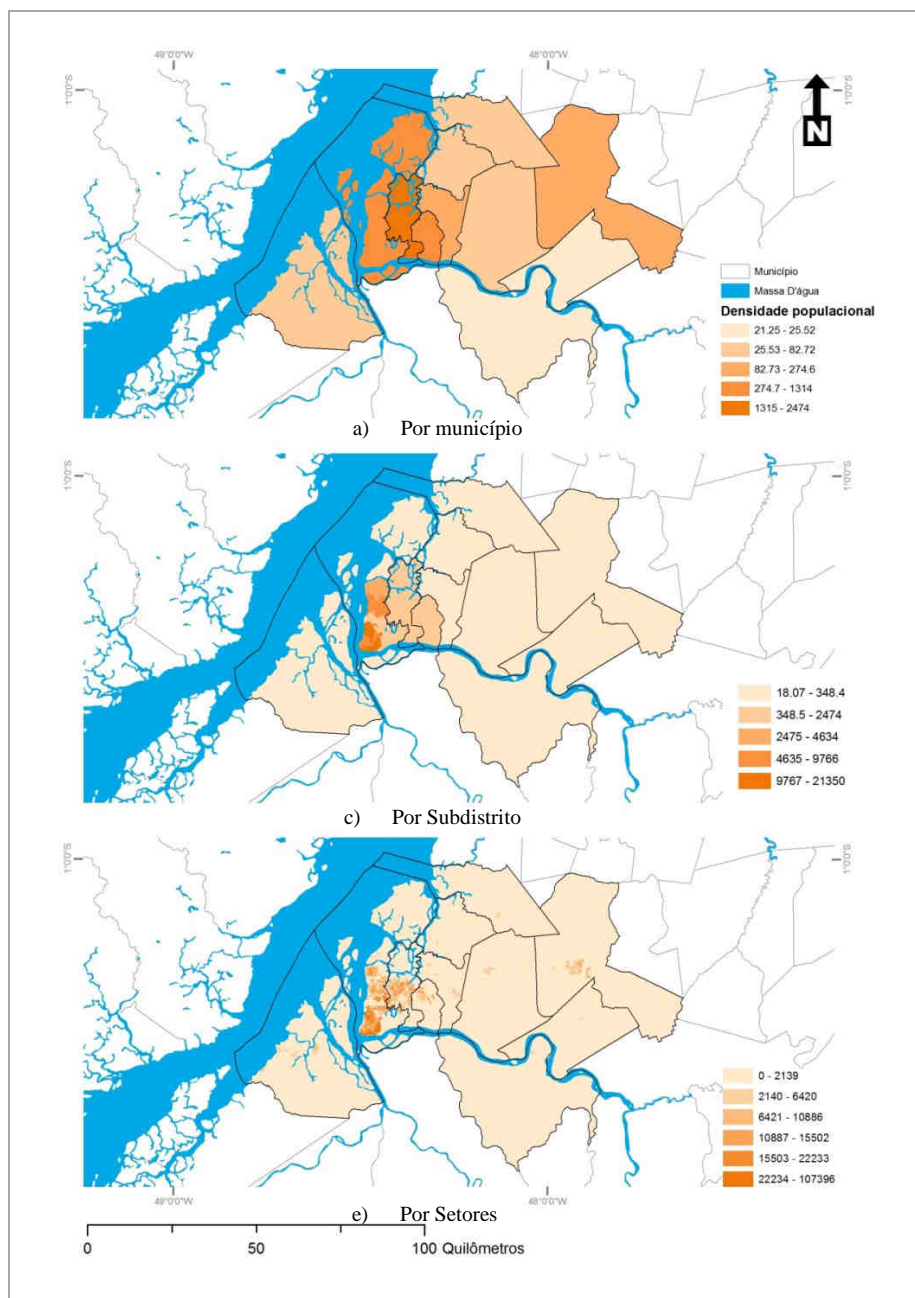 49°0'0"W
48°0'0"W
1°0'0"S
1°0'0"S
N
Município
Massa D'água
Densidade populacional
21.25 - 25.52
25.53 - 82.72
82.73 - 274.6
274.7 - 1314
1315 - 2474
a) Por município
1°0'0"S
1°0'0"S
18.07 - 348.4
348.5 - 2474
2475 - 4634
4635 - 9766
9767 - 21350
c) Por Subdistrito
1°0'0"S
1°0'0"S
0 - 2139
2140 - 6420
6421 - 10886
10887 - 15502
15503 - 22233
22234 - 107396
49°0'0"W
48°0'0"W
e) Por Setores
0 50 100 Quilômetros